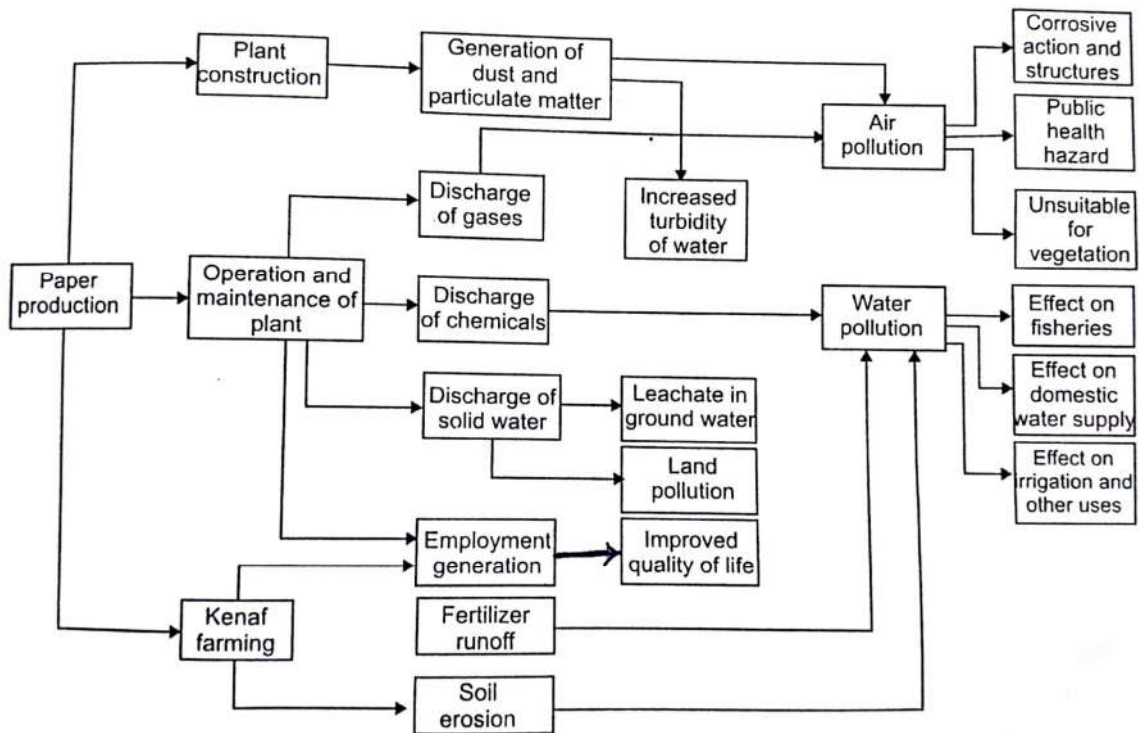 Plant
construction
Generation of
dust and
particulate matter
Corrosive
action and
structures
Air
pollution
Public
health
hazard
Discharge
of gases
Increased
turbidity
of water
Unsuitable
for
vegetation
Paper
production
Operation and
maintenance of
plant
Discharge
of chemicals
Water
pollution
Effect on
fisheries
Discharge of
solid water
Leachate in
ground water
Effect on
domestic
water supply
Land
pollution
Effect on
irrigation and
other uses
Employment
generation
Improved
quality of life
Kenaf
farming
Fertilizer
runoff
Soil
erosion